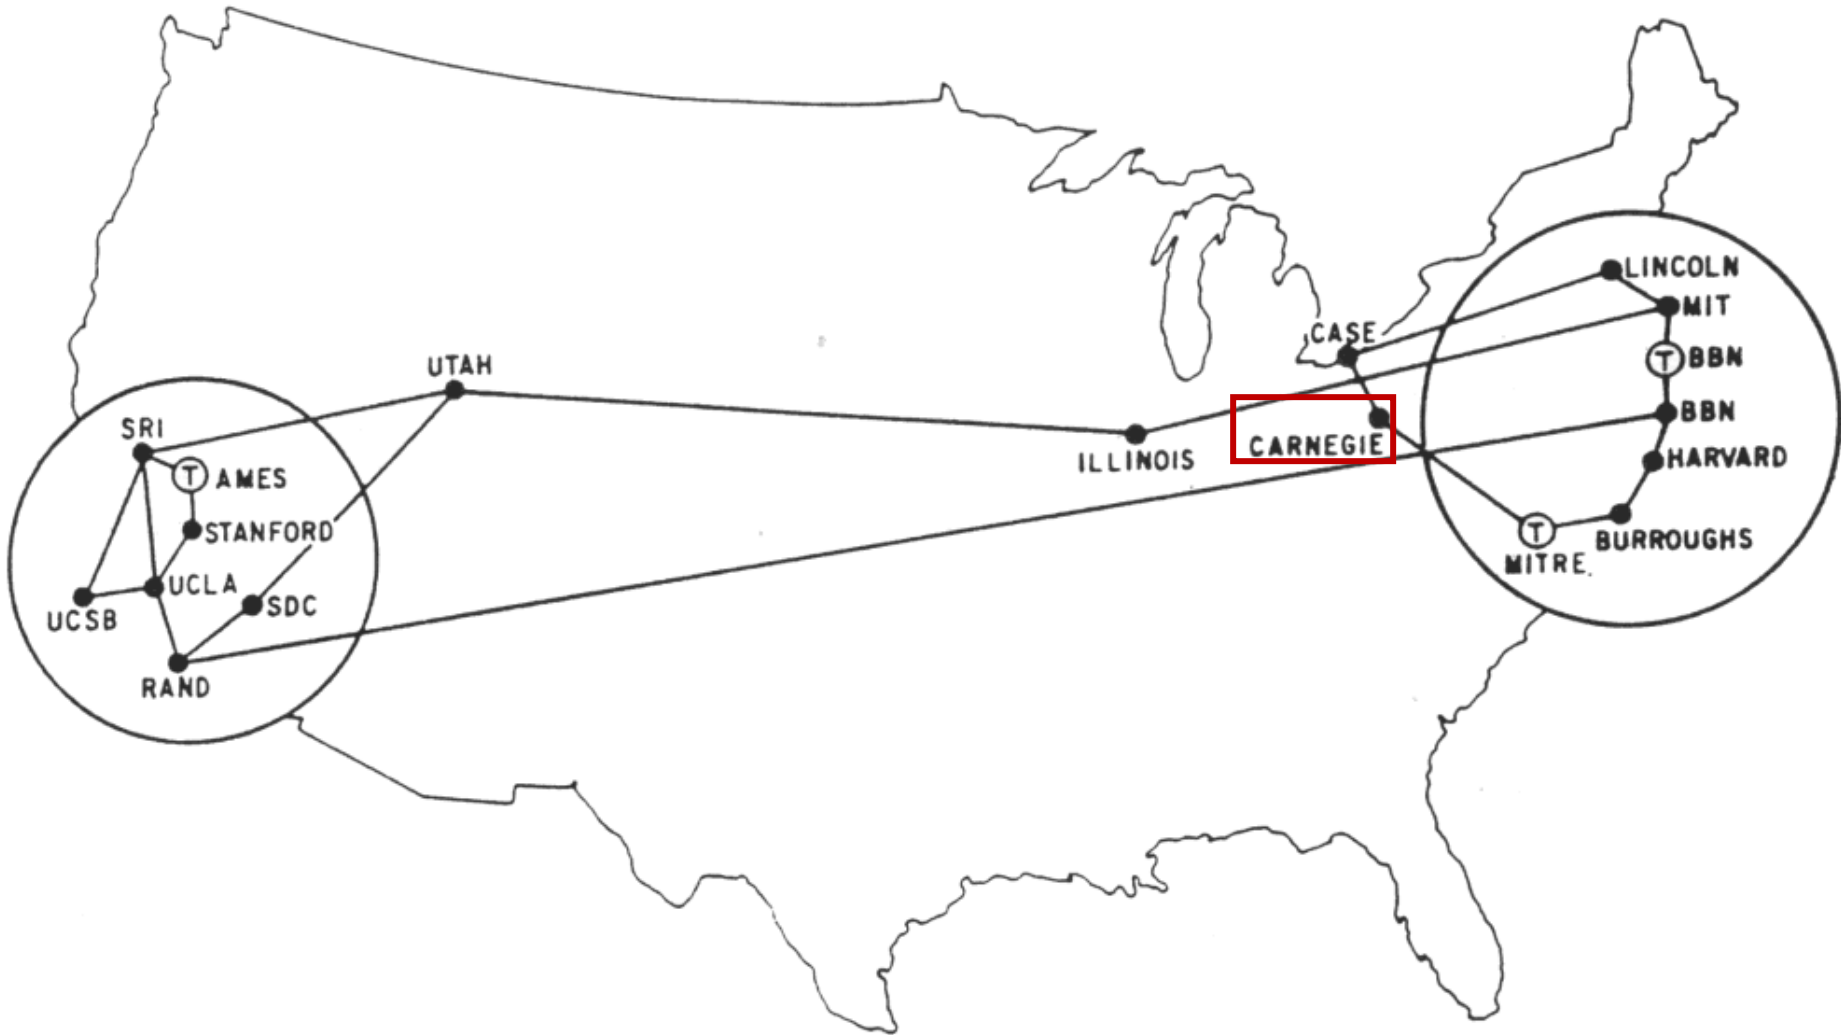 LINCOLN
MIT
CASE
T BBN
UTAH
BBN
SRI
CARNEGIE
ILLINOIS
HARVARD
T AMES
STANFORD
T
BURROUGHS
MITRE.
UCLA
SDC
UCSB
RAND